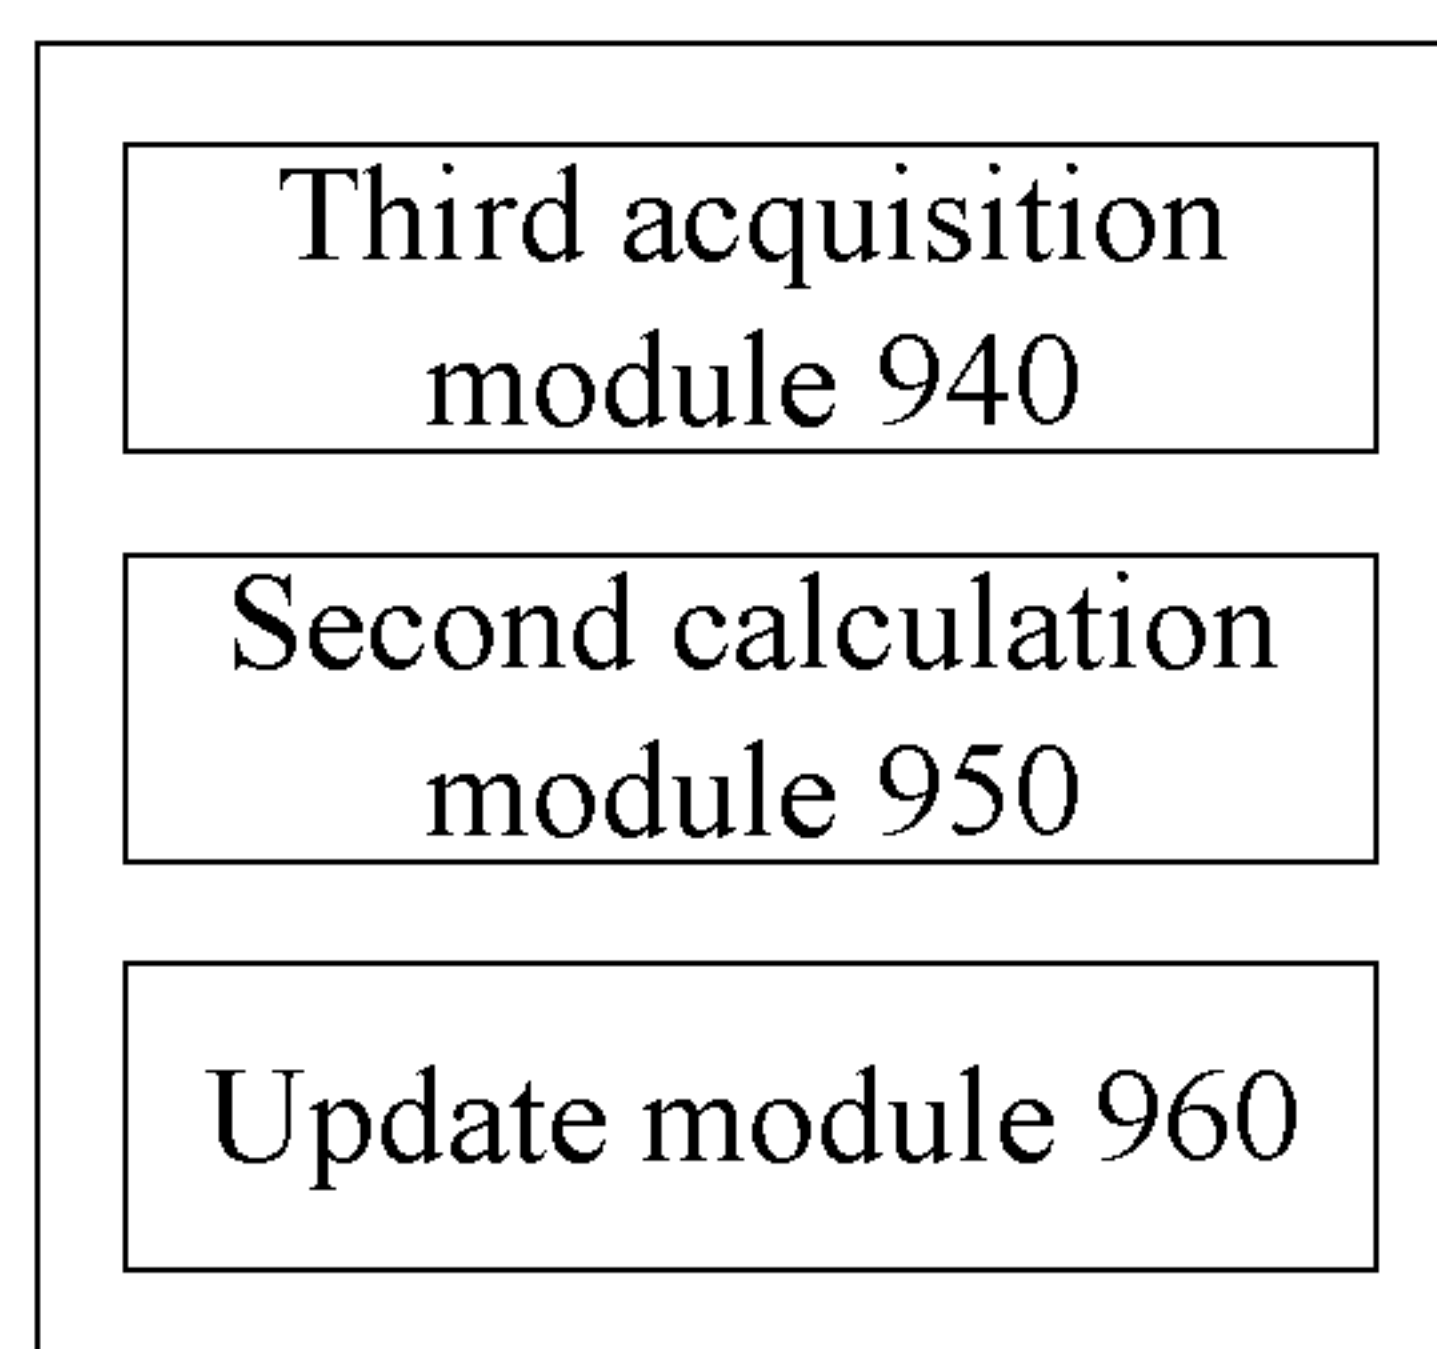 Third acquisition
module 940
Second calculation
module 950
Update module 960